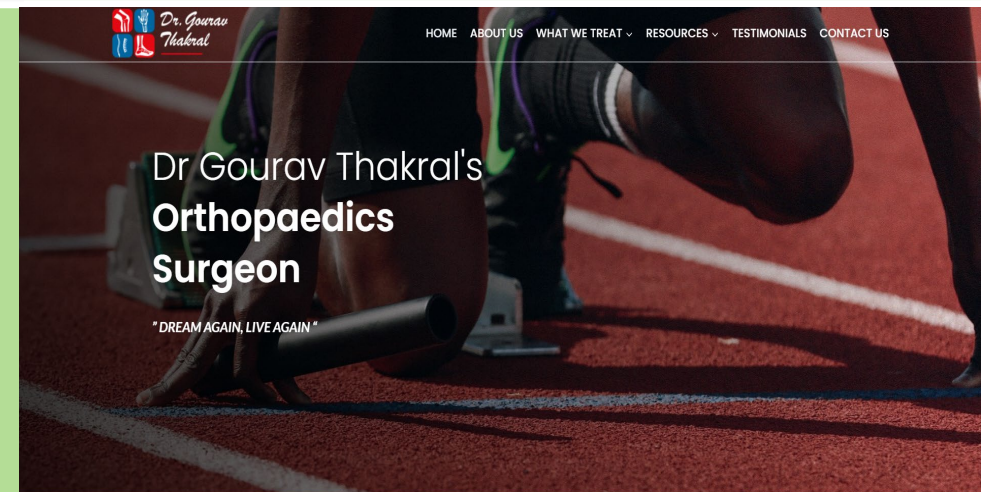 Dr. Gourav
Thakral
HOME ABOUT US WHAT WE TREAT RESOURCES TESTIMONIALS CONTACT US
Dr Gourav Thakral's
Orthopaedics
Surgeon
" DREAM AGAIN, LIVE AGAIN “